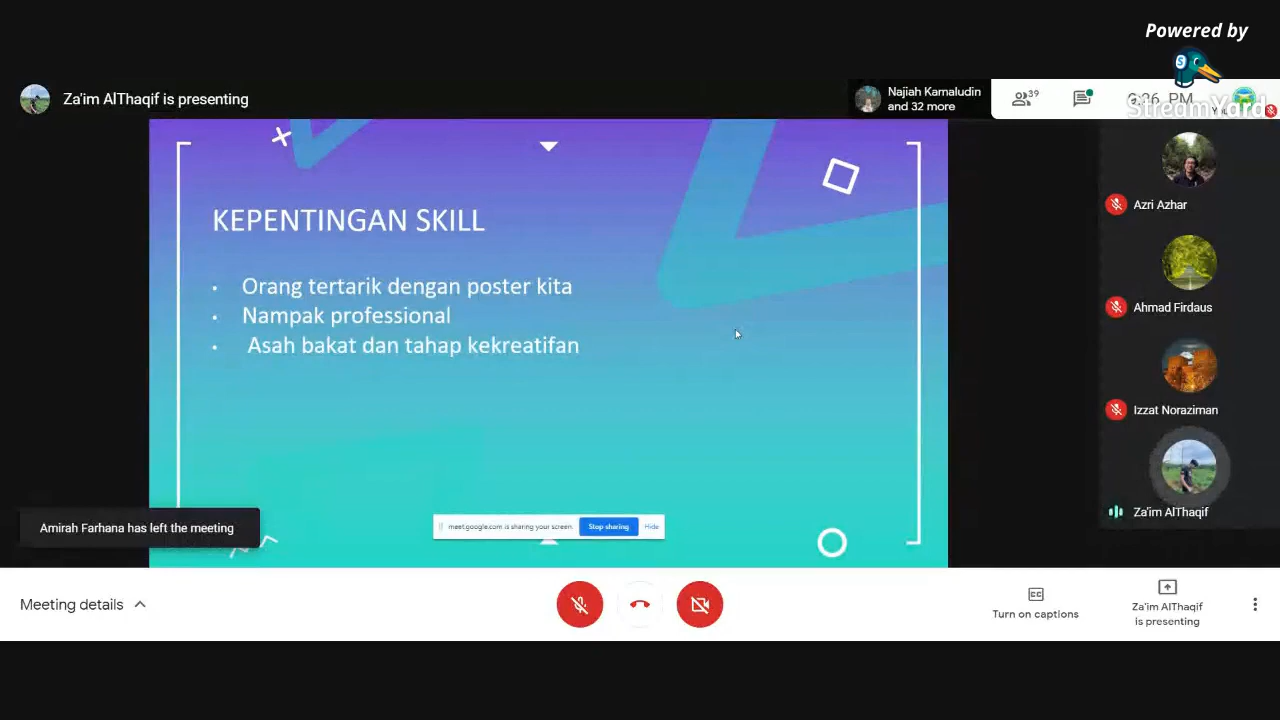 Powered by
StreamYard
Za'im AlThaqif is presenting
Najiah Kamaludin
and 32 more
39
PM
KEPENTINGAN SKILL
• Orang tertarik dengan poster kita
• Nampak professional
• Asah bakat dan tahap kekreatifan
Azri Azhar
Ahmad Firdaus
Izzat Noraziman
Za'im AlThaqif
Amirah Farhana has left the meeting
meet.google.com is sharing your screen.
Stop sharing
Hide
Meeting details
Turn on captions
Za'im AlThaqif
is presenting